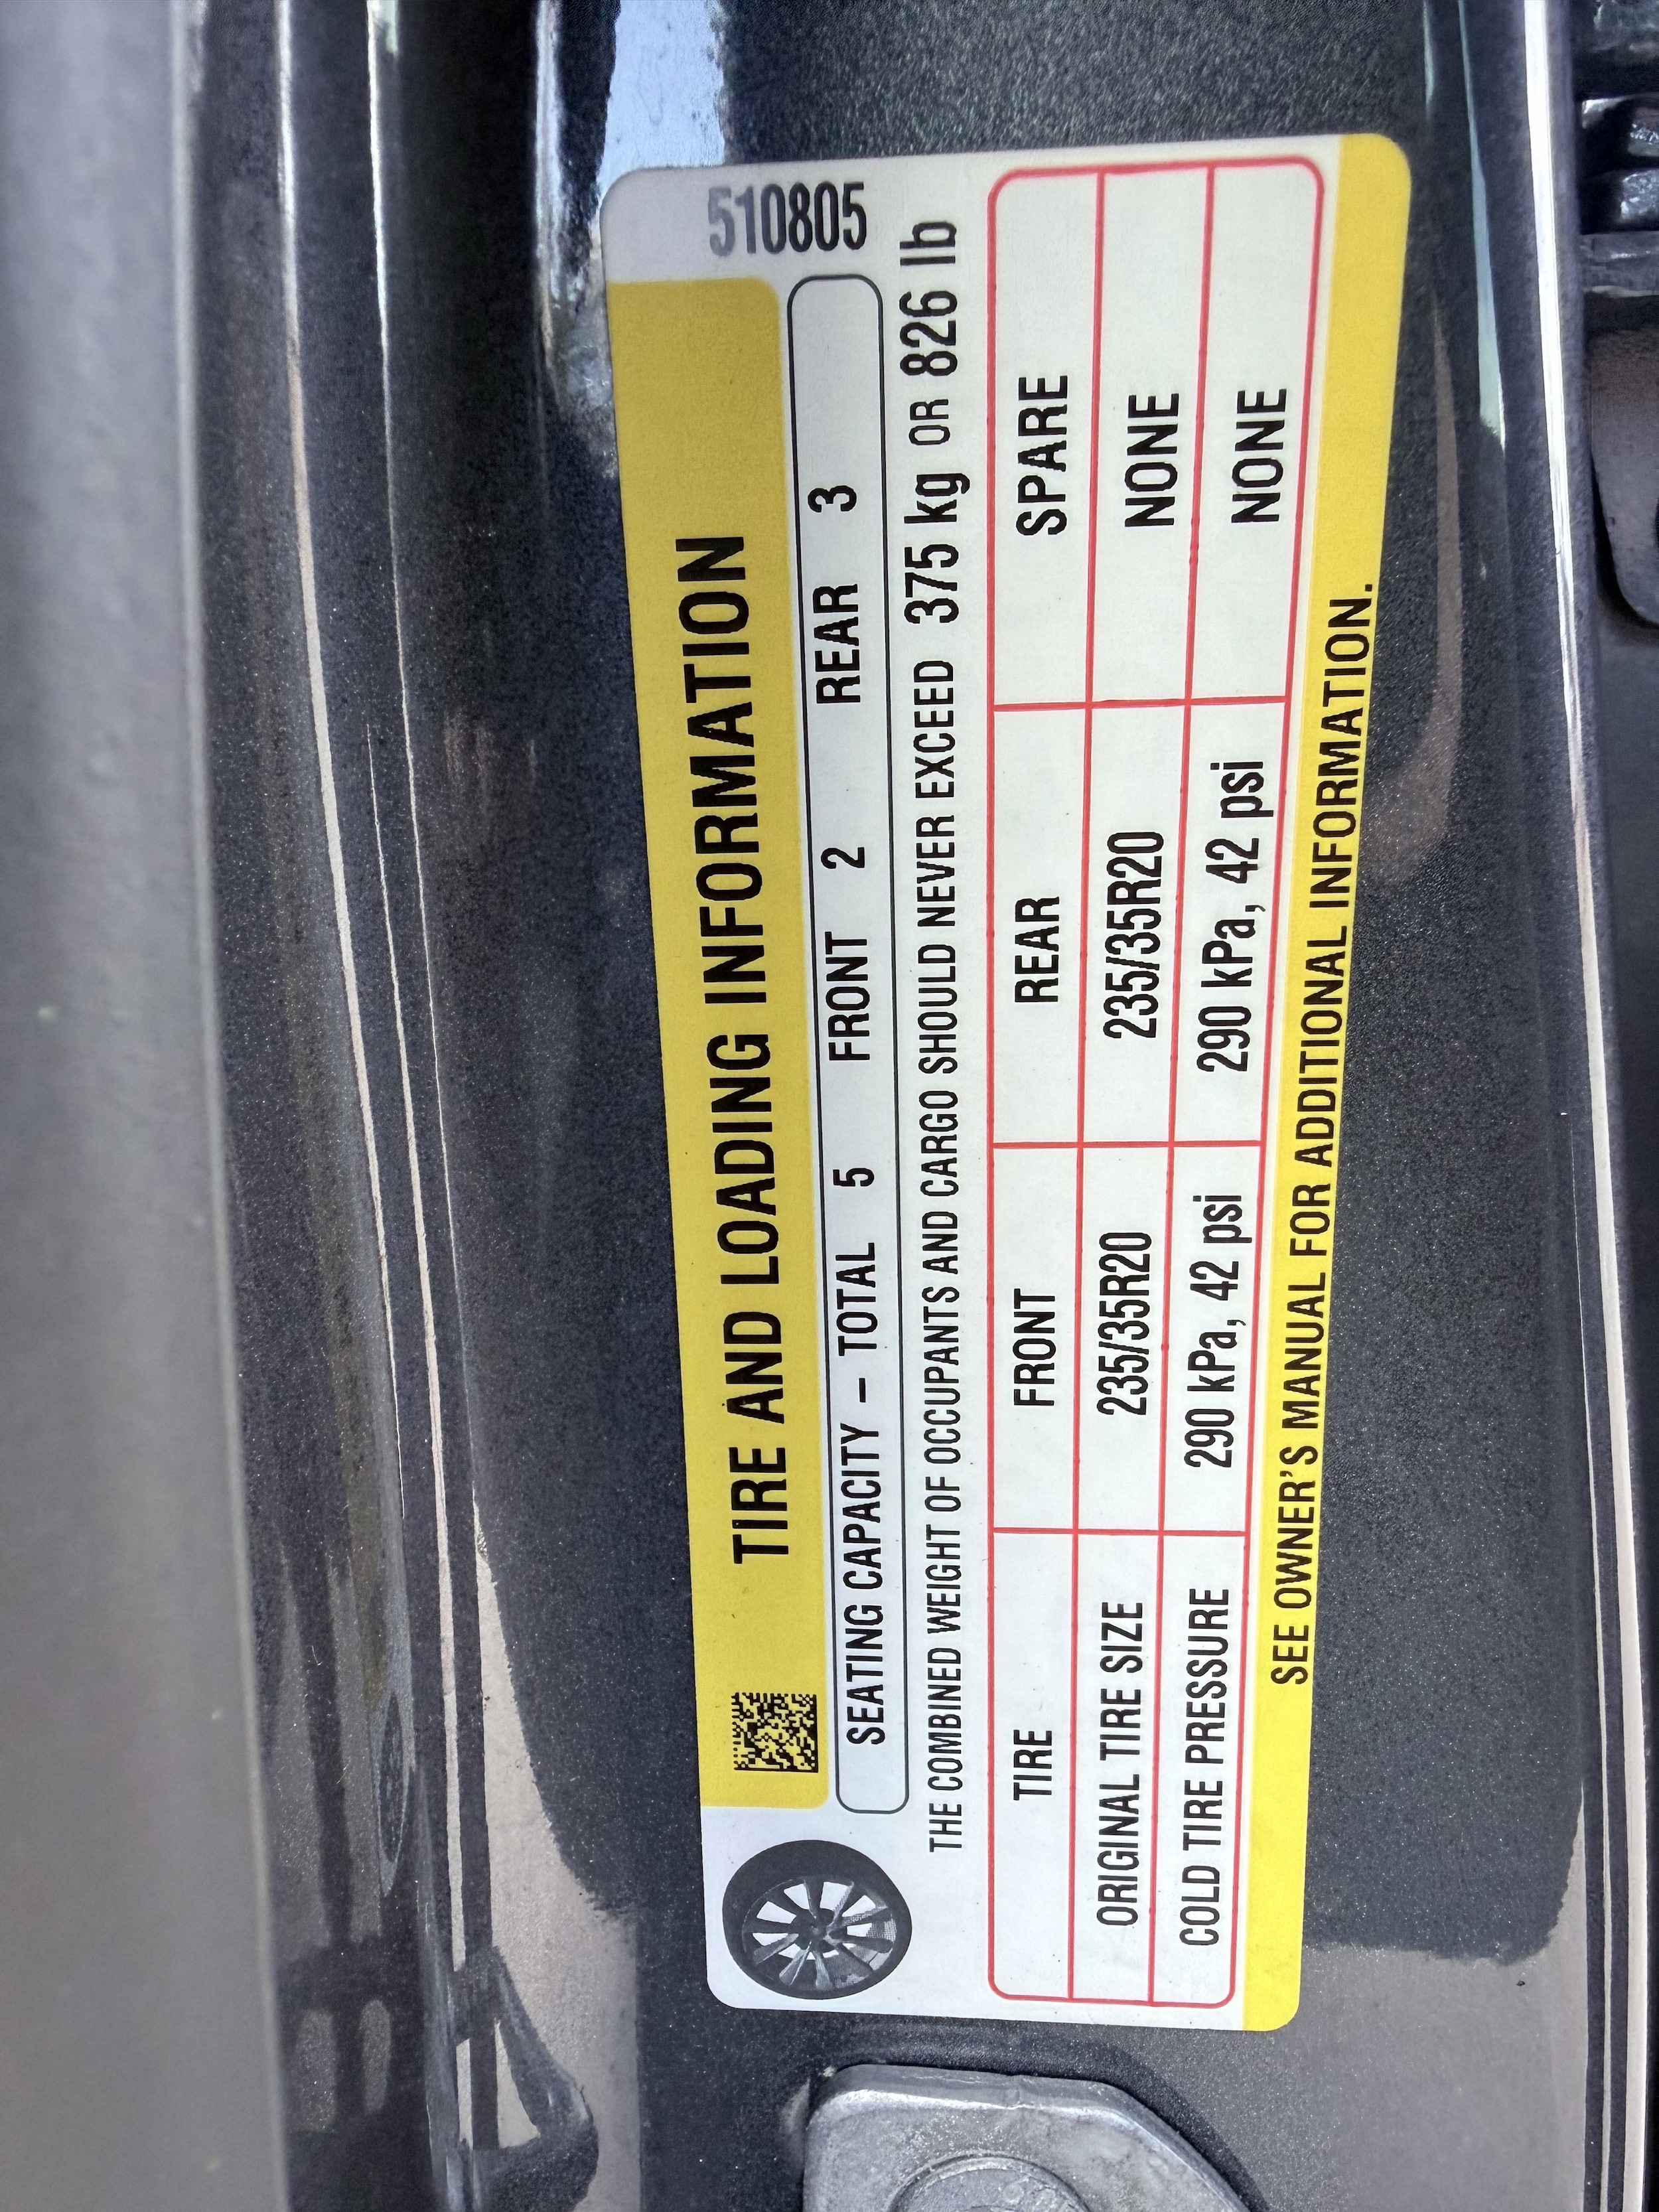 510805
TIRE AND LOADING INFORMATION
SEATING CAPACITY – TOTAL 5 FRONT 2 REAR 3
THE COMBINED WEIGHT OF OCCUPANTS AND CARGO SHOULD NEVER EXCEED 375 kg OR 826 lb
TIRE FRONT REAR SPARE
ORIGINAL TIRE SIZE 235/35R20 235/35R20 NONE
COLD TIRE PRESSURE 290 kPa, 42 psi 290 kPa, 42 psi NONE
SEE OWNER'S MANUAL FOR ADDITIONAL INFORMATION.